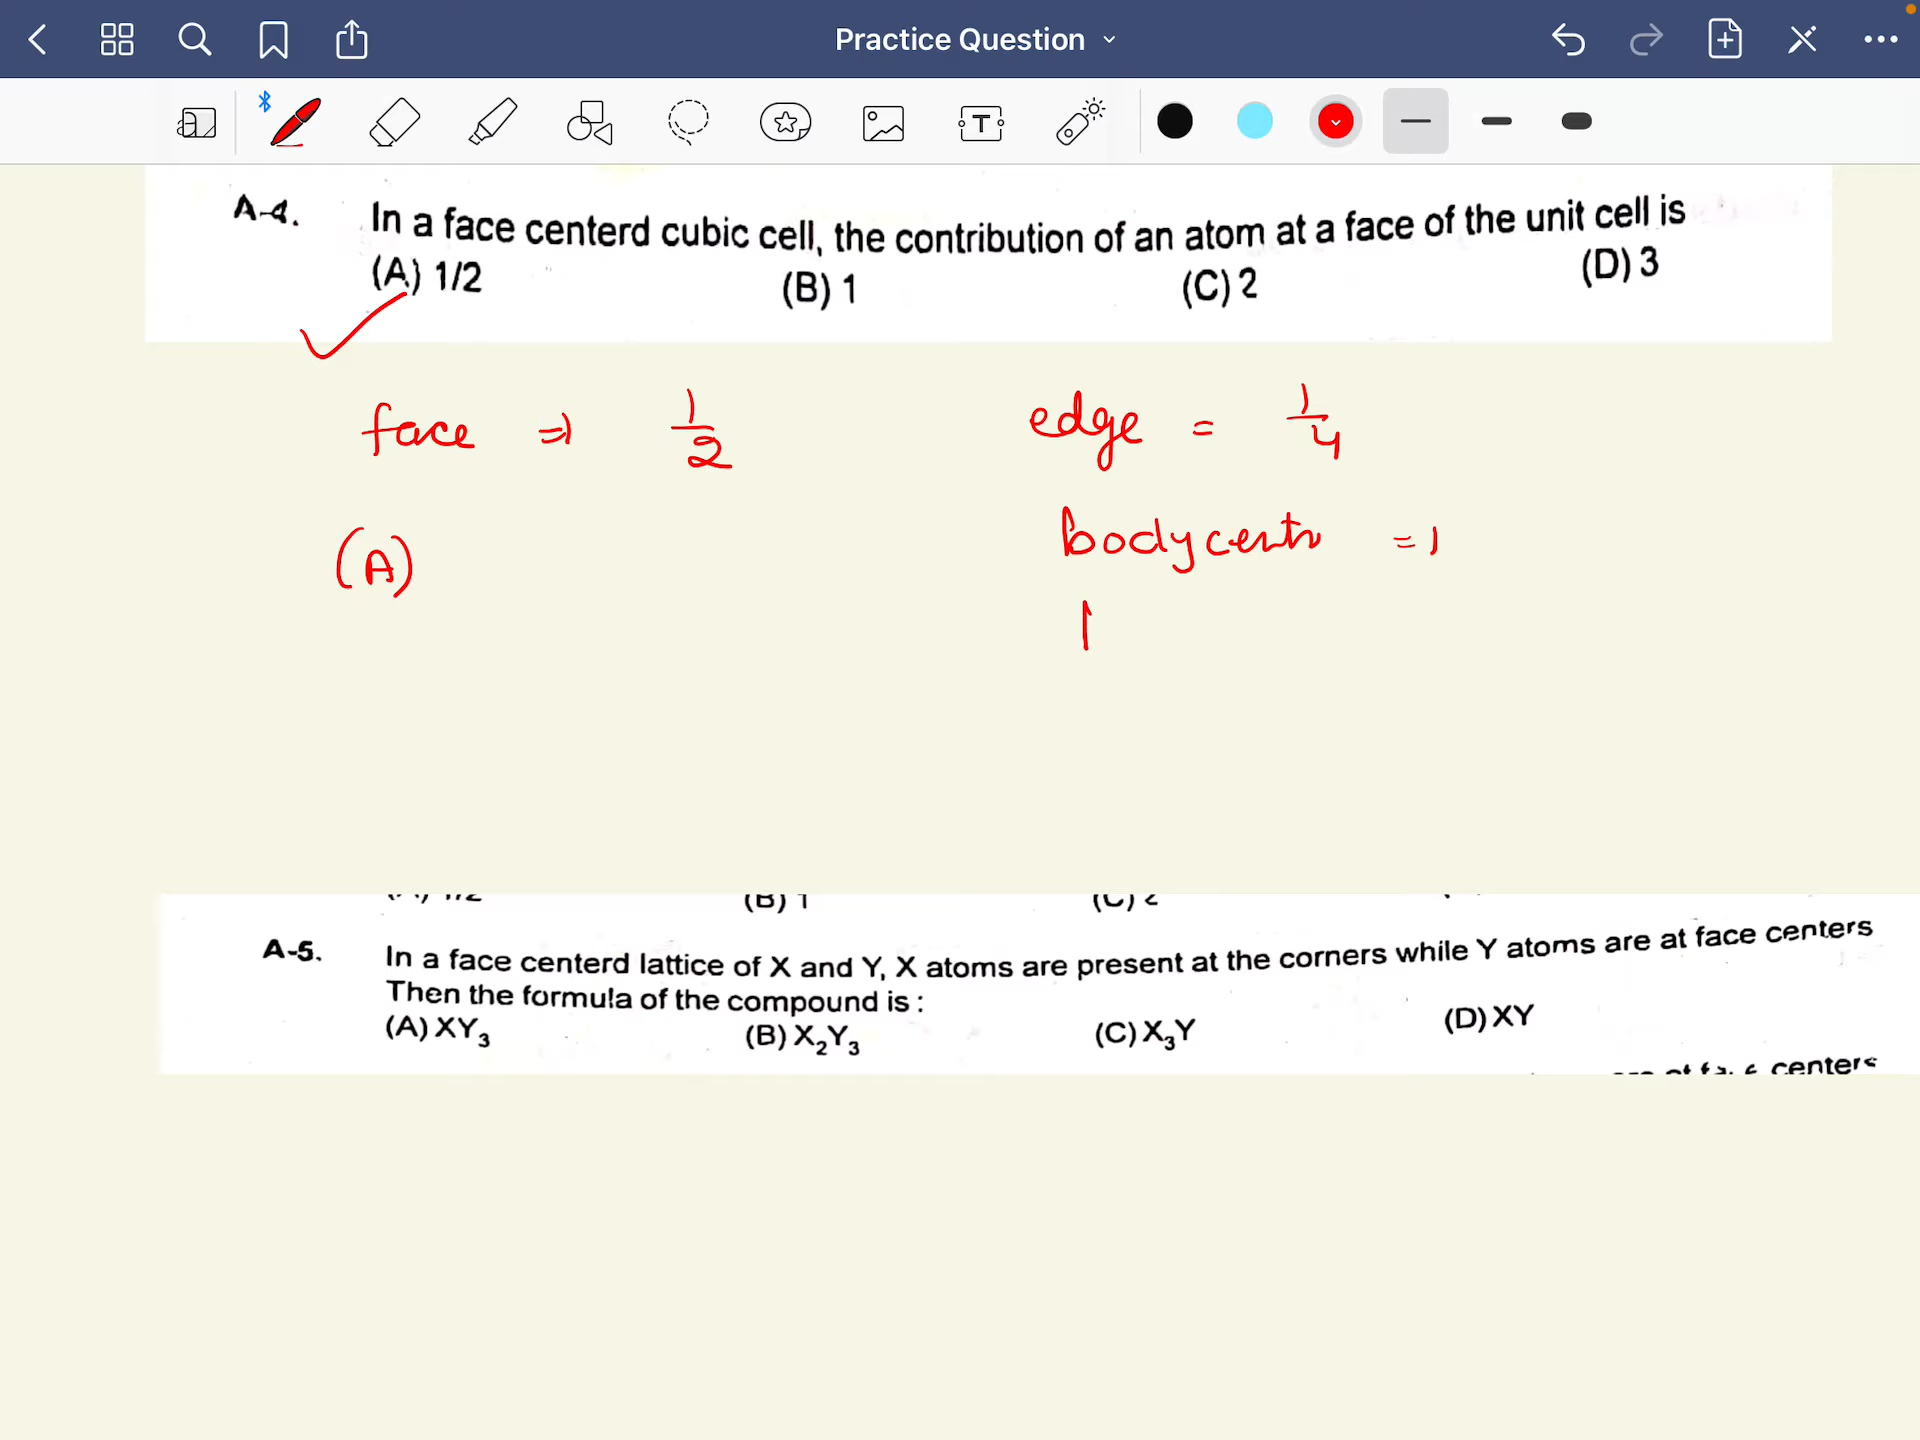 Practice Question
A-4. In a face centerd cubic cell, the contribution of an atom at a face of the unit cell is
(A) 1/2 (B) 1 (C) 2 (D) 3
face ⇒ 1/2 edge = 1/4
(A) bodycentr = 1
(B) 1 (C) 2
A-5. In a face centerd lattice of X and Y, X atoms are present at the corners while Y atoms are at face centers
Then the formula of the compound is :
(A) XY₃ (B) X₂Y₃ (C) X₃Y (D) XY
centers